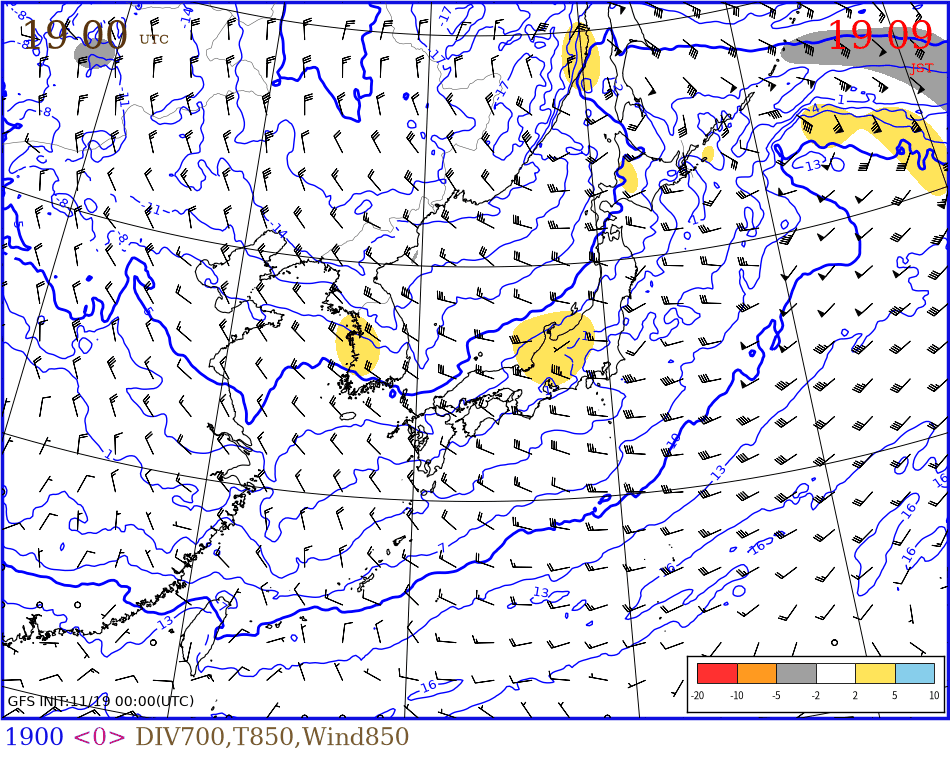 19 00 UTC
19 09
JST
-20 -10 -5 -2 2 5 10
GFS INIT:11/19 00:00(UTC)
1900 <0> DIV700,T850,Wind850